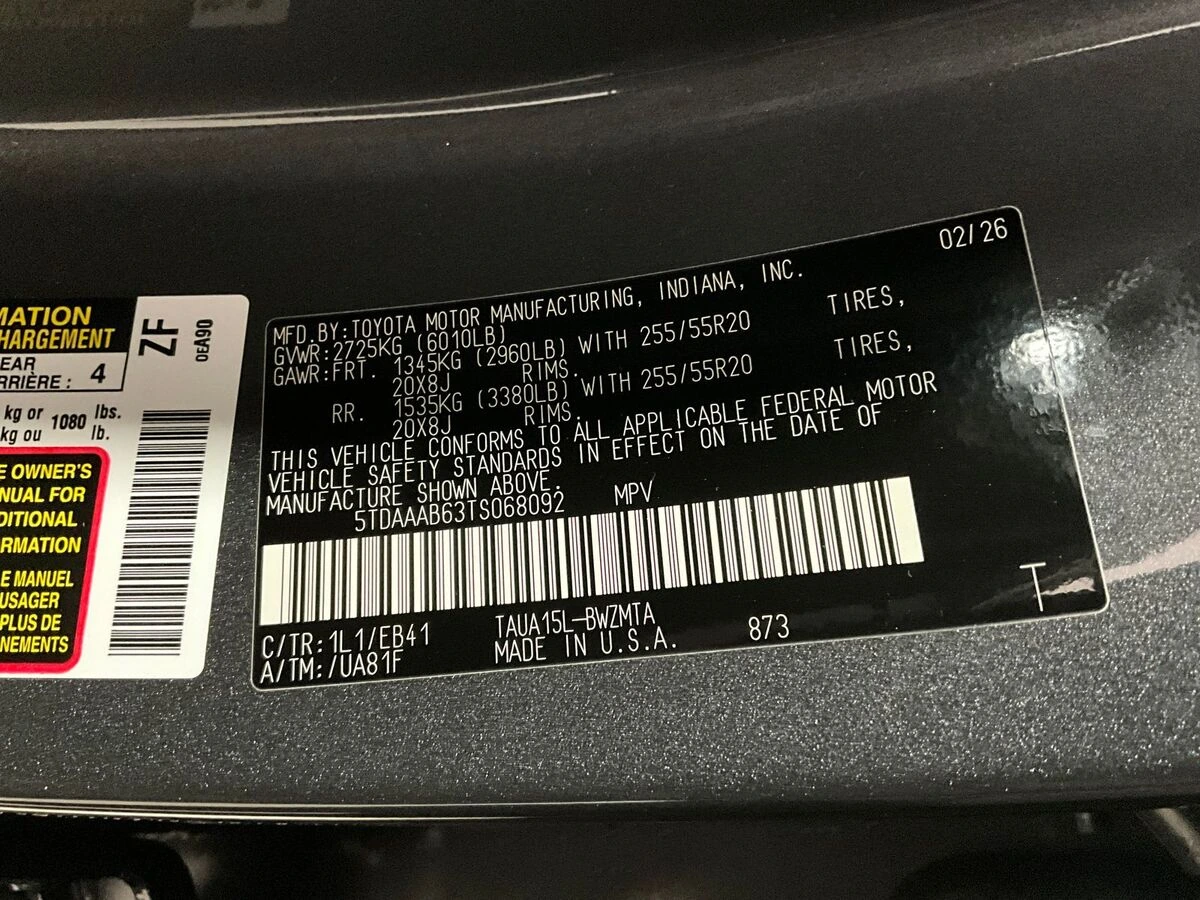 MATION
HARGEMENT
EAR
RRIÈRE : 4
kg or 1080 lbs.
kg ou lb.
E OWNER'S
NUAL FOR
DITIONAL
RMATION
E MANUEL
USAGER
PLUS DE
NEMENTS
ZF
0EA90
02/26
MFD.BY:TOYOTA MOTOR MANUFACTURING, INDIANA, INC.
GVWR:2725KG (6010LB)
GAWR:FRT. 1345KG (2960LB) WITH 255/55R20 TIRES,
20X8J RIMS.
RR. 1535KG (3380LB) WITH 255/55R20 TIRES,
20X8J RIMS.
THIS VEHICLE CONFORMS TO ALL APPLICABLE FEDERAL MOTOR
VEHICLE SAFETY STANDARDS IN EFFECT ON THE DATE OF
MANUFACTURE SHOWN ABOVE.
5TDAAAB63TS068092 MPV
C/TR:1L1/EB41 TAUA15L-BWZMTA 873 T
A/TM:/UA81F MADE IN U.S.A.